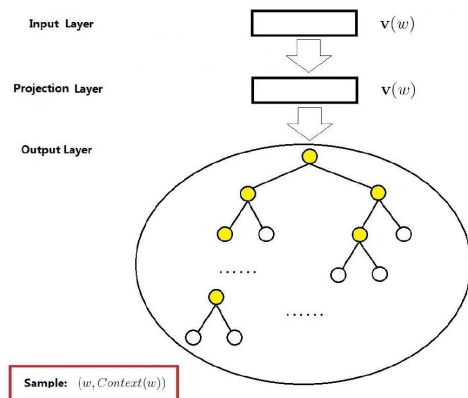 Input Layer
v(w)
Projection Layer
v(w)
Output Layer
......
......
Sample: (w, Context(w))